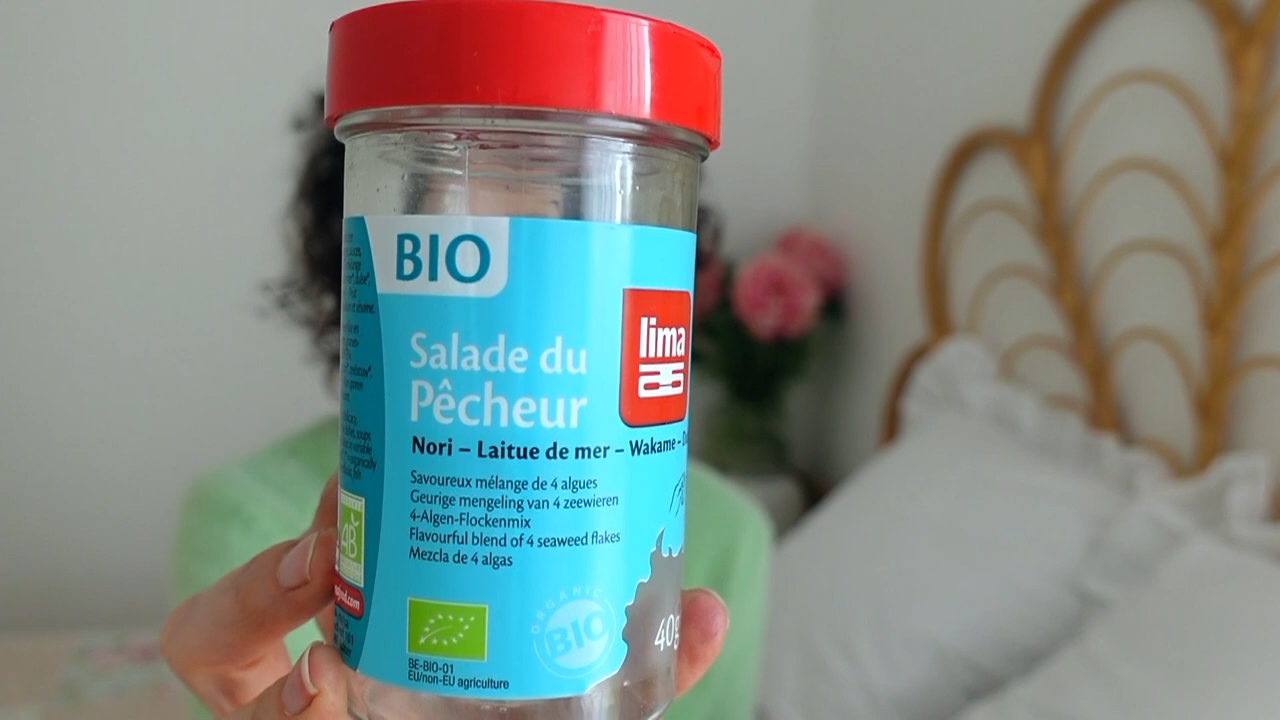 BIO
lima
Salade du
Pêcheur
Nori – Laitue de mer – Wakame –
Savoureux mélange de 4 algues
Geurige mengeling van 4 zeewieren
4-Algen-Flockenmix
Flavourful blend of 4 seaweed flakes
Mezcla de 4 algas
AB
ORGANIC
BIO
40g
BE-BIO-01
EU/non-EU agriculture